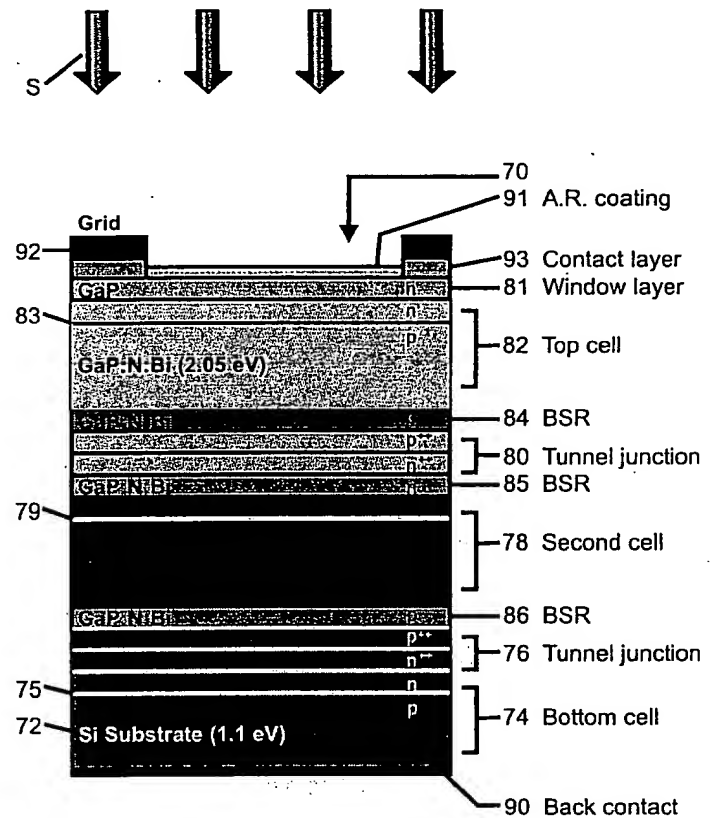 S
70
91 A.R. coating
Grid
92
93 Contact layer
GaP n
81 Window layer
n
83
p
82 Top cell
GaP:N:Bi (2.05 eV)
84 BSR
p++
80 Tunnel junction
n++
GaP:N:Bi
85 BSR
79
78 Second cell
GaP:N:Bi
86 BSR
p++
76 Tunnel junction
n++
n
75
p
74 Bottom cell
72
Si Substrate (1.1 eV)
90 Back contact